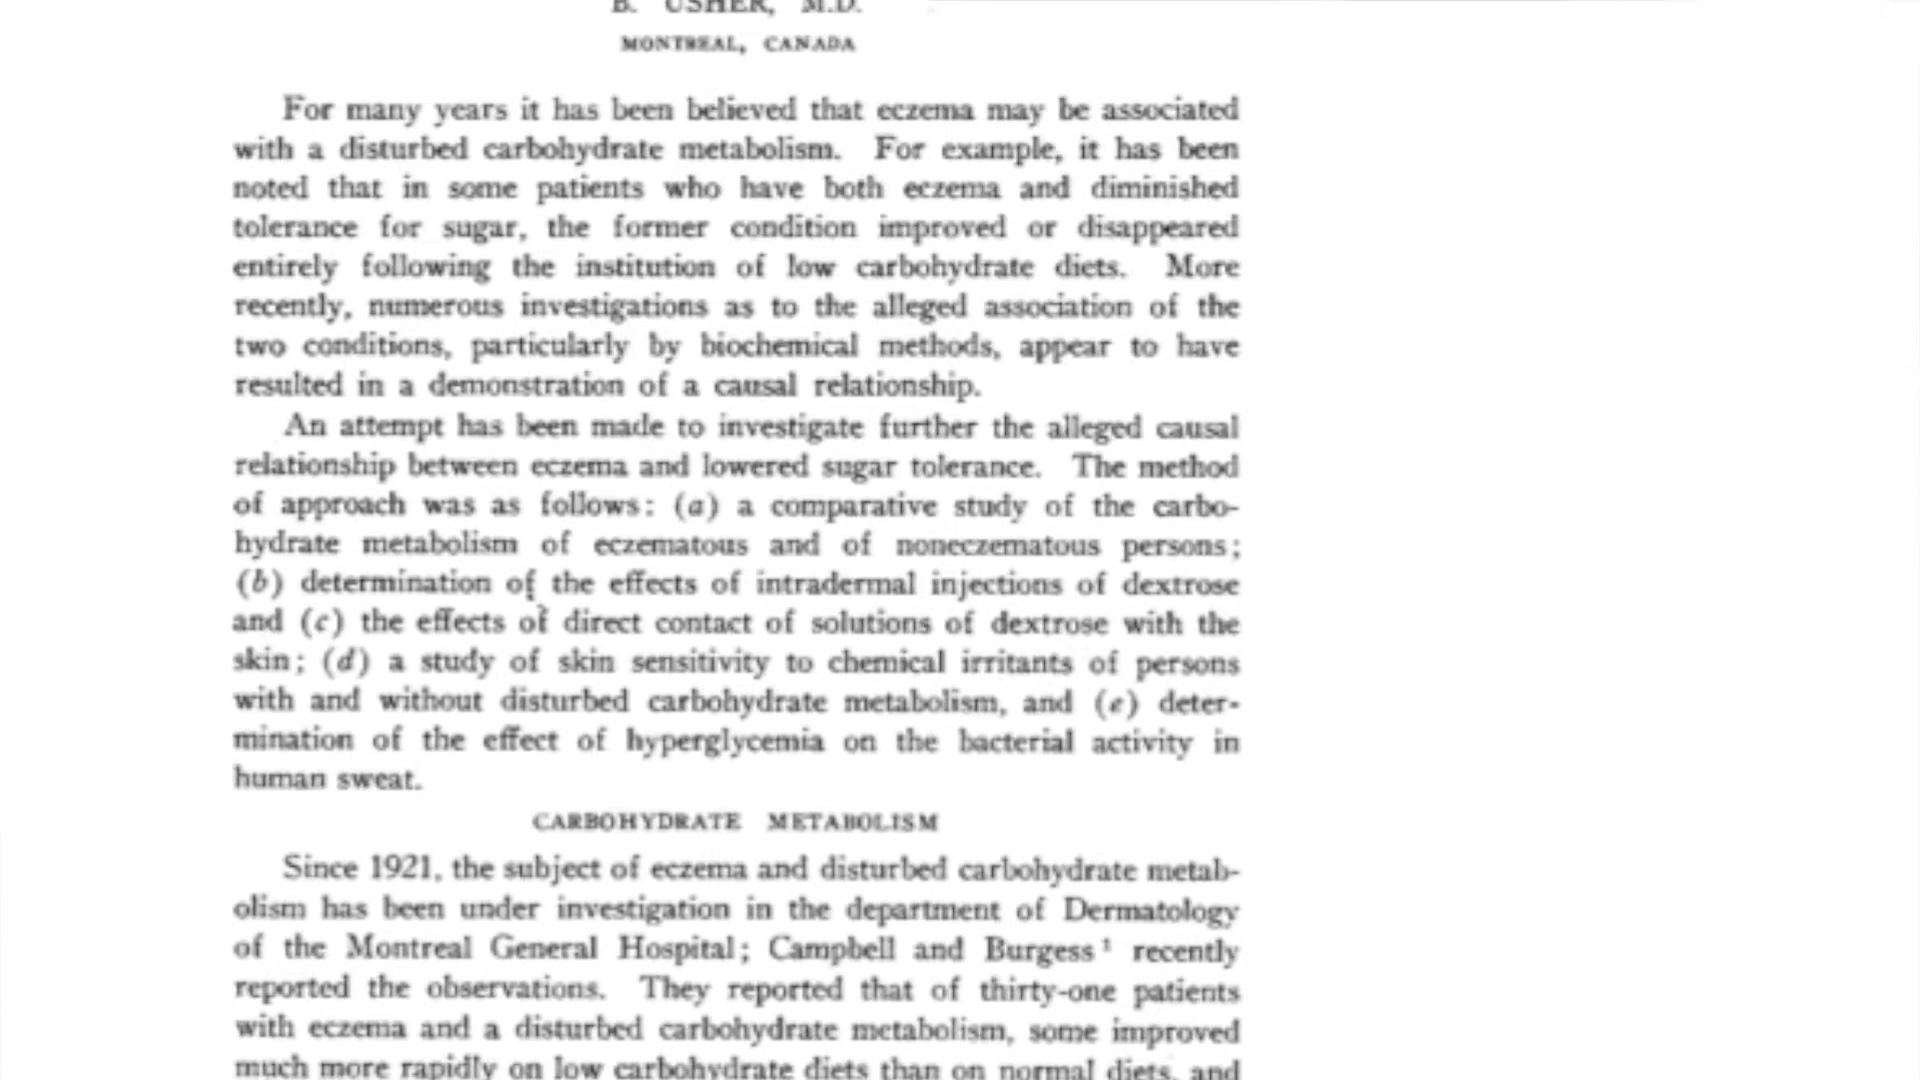 B. USHER, M.D.
MONTREAL, CANADA
For many years it has been believed that eczema may be associated
with a disturbed carbohydrate metabolism. For example, it has been
noted that in some patients who have both eczema and diminished
tolerance for sugar, the former condition improved or disappeared
entirely following the institution of low carbohydrate diets. More
recently, numerous investigations as to the alleged association of the
two conditions, particularly by biochemical methods, appear to have
resulted in a demonstration of a causal relationship.
An attempt has been made to investigate further the alleged causal
relationship between eczema and lowered sugar tolerance. The method
of approach was as follows: (a) a comparative study of the carbo-
hydrate metabolism of eczematous and of noneczematous persons;
(b) determination of the effects of intradermal injections of dextrose
and (c) the effects of direct contact of solutions of dextrose with the
skin; (d) a study of skin sensitivity to chemical irritants of persons
with and without disturbed carbohydrate metabolism, and (e) deter-
mination of the effect of hyperglycemia on the bacterial activity in
human sweat.
CARBOHYDRATE METABOLISM
Since 1921, the subject of eczema and disturbed carbohydrate metab-
olism has been under investigation in the department of Dermatology
of the Montreal General Hospital; Campbell and Burgess¹ recently
reported the observations. They reported that of thirty-one patients
with eczema and a disturbed carbohydrate metabolism, some improved
much more rapidly on low carbohydrate diets than on normal diets, and